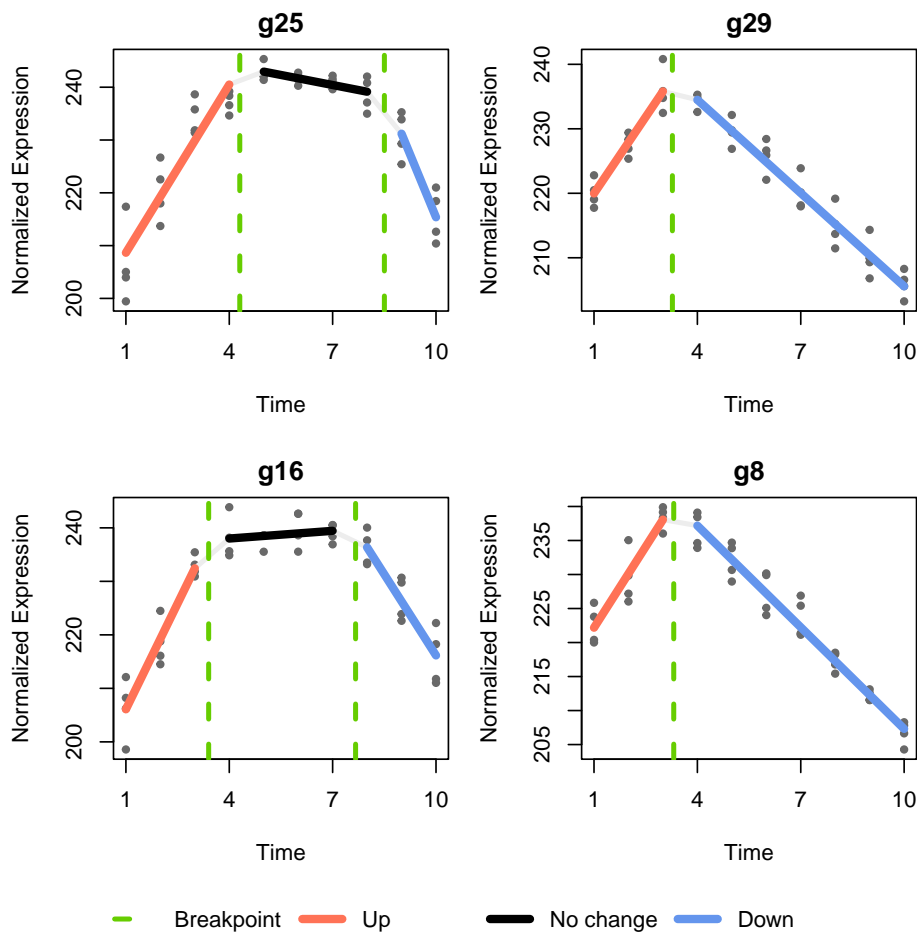 g25
Normalized Expression
200 220 240
1 4 7 10
Time
g29
Normalized Expression
210 220 230 240
1 4 7 10
Time
g16
Normalized Expression
200 220 240
1 4 7 10
Time
g8
Normalized Expression
205 215 225 235
1 4 7 10
Time
Breakpoint Up No change Down